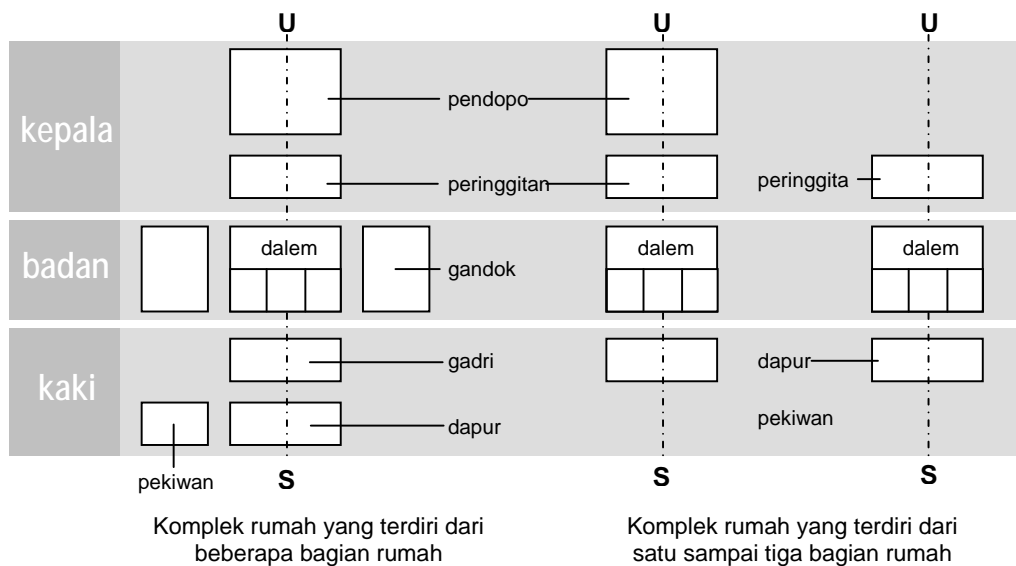 U U U
kepala
pendopo
peringgitan
peringgita
badan
dalem dalem dalem
gandok
kaki
gadri
dapur
dapur
pekiwan
pekiwan
S S S
Komplek rumah yang terdiri dari
beberapa bagian rumah
Komplek rumah yang terdiri dari
satu sampai tiga bagian rumah